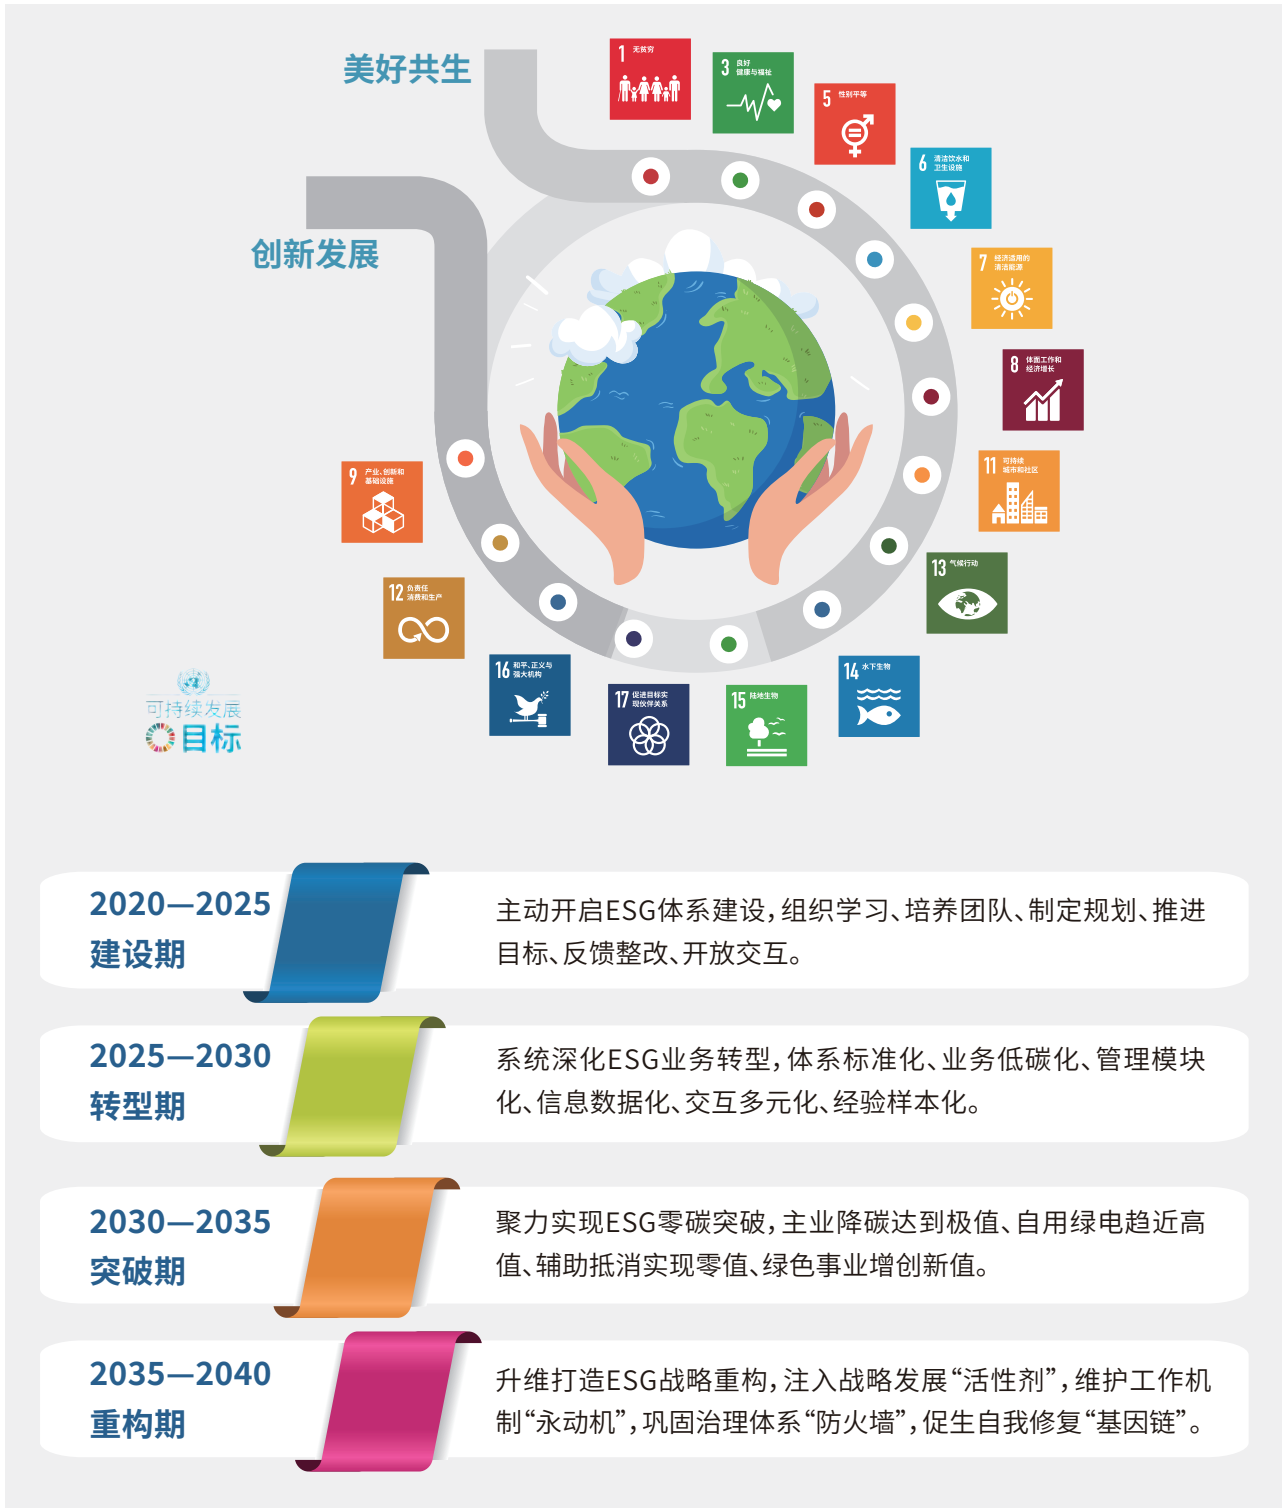 美好共生
创新发展
1 无贫穷
3 良好
健康与福祉
5 性别平等
6 清洁饮水和
卫生设施
7 经济适用的
清洁能源
8 体面工作和
经济增长
11 可持续
城市和社区
13 气候行动
14 水下生物
15 陆地生物
17 促进目标实
现伙伴关系
16 和平、正义与
强大机构
12 负责任
消费和生产
9 产业、创新和
基础设施
可持续发展
目标
2020—2025
建设期
主动开启ESG体系建设，组织学习、培养团队、制定规划、推进
目标、反馈整改、开放交互。
2025—2030
转型期
系统深化ESG业务转型，体系标准化、业务低碳化、管理模块
化、信息数据化、交互多元化、经验样本化。
2030—2035
突破期
聚力实现ESG零碳突破，主业降碳达到极值、自用绿电趋近高
值、辅助抵消实现零值、绿色事业增创新值。
2035—2040
重构期
升维打造ESG战略重构，注入战略发展“活性剂”，维护工作机
制“永动机”，巩固治理体系“防火墙”，促生自我修复“基因链”。